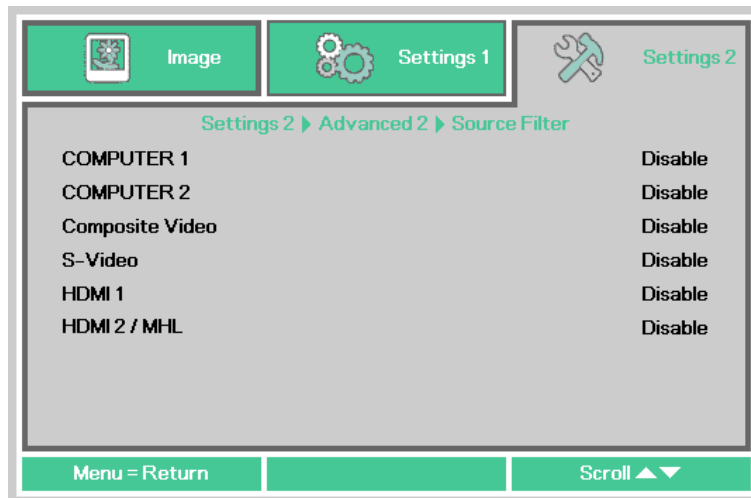 Image
Settings 1
Settings 2
Settings 2 ▶ Advanced 2 ▶ Source Filter
COMPUTER 1 Disable
COMPUTER 2 Disable
Composite Video Disable
S-Video Disable
HDMI 1 Disable
HDMI 2 / MHL Disable
Menu = Return
Scroll ▲▼